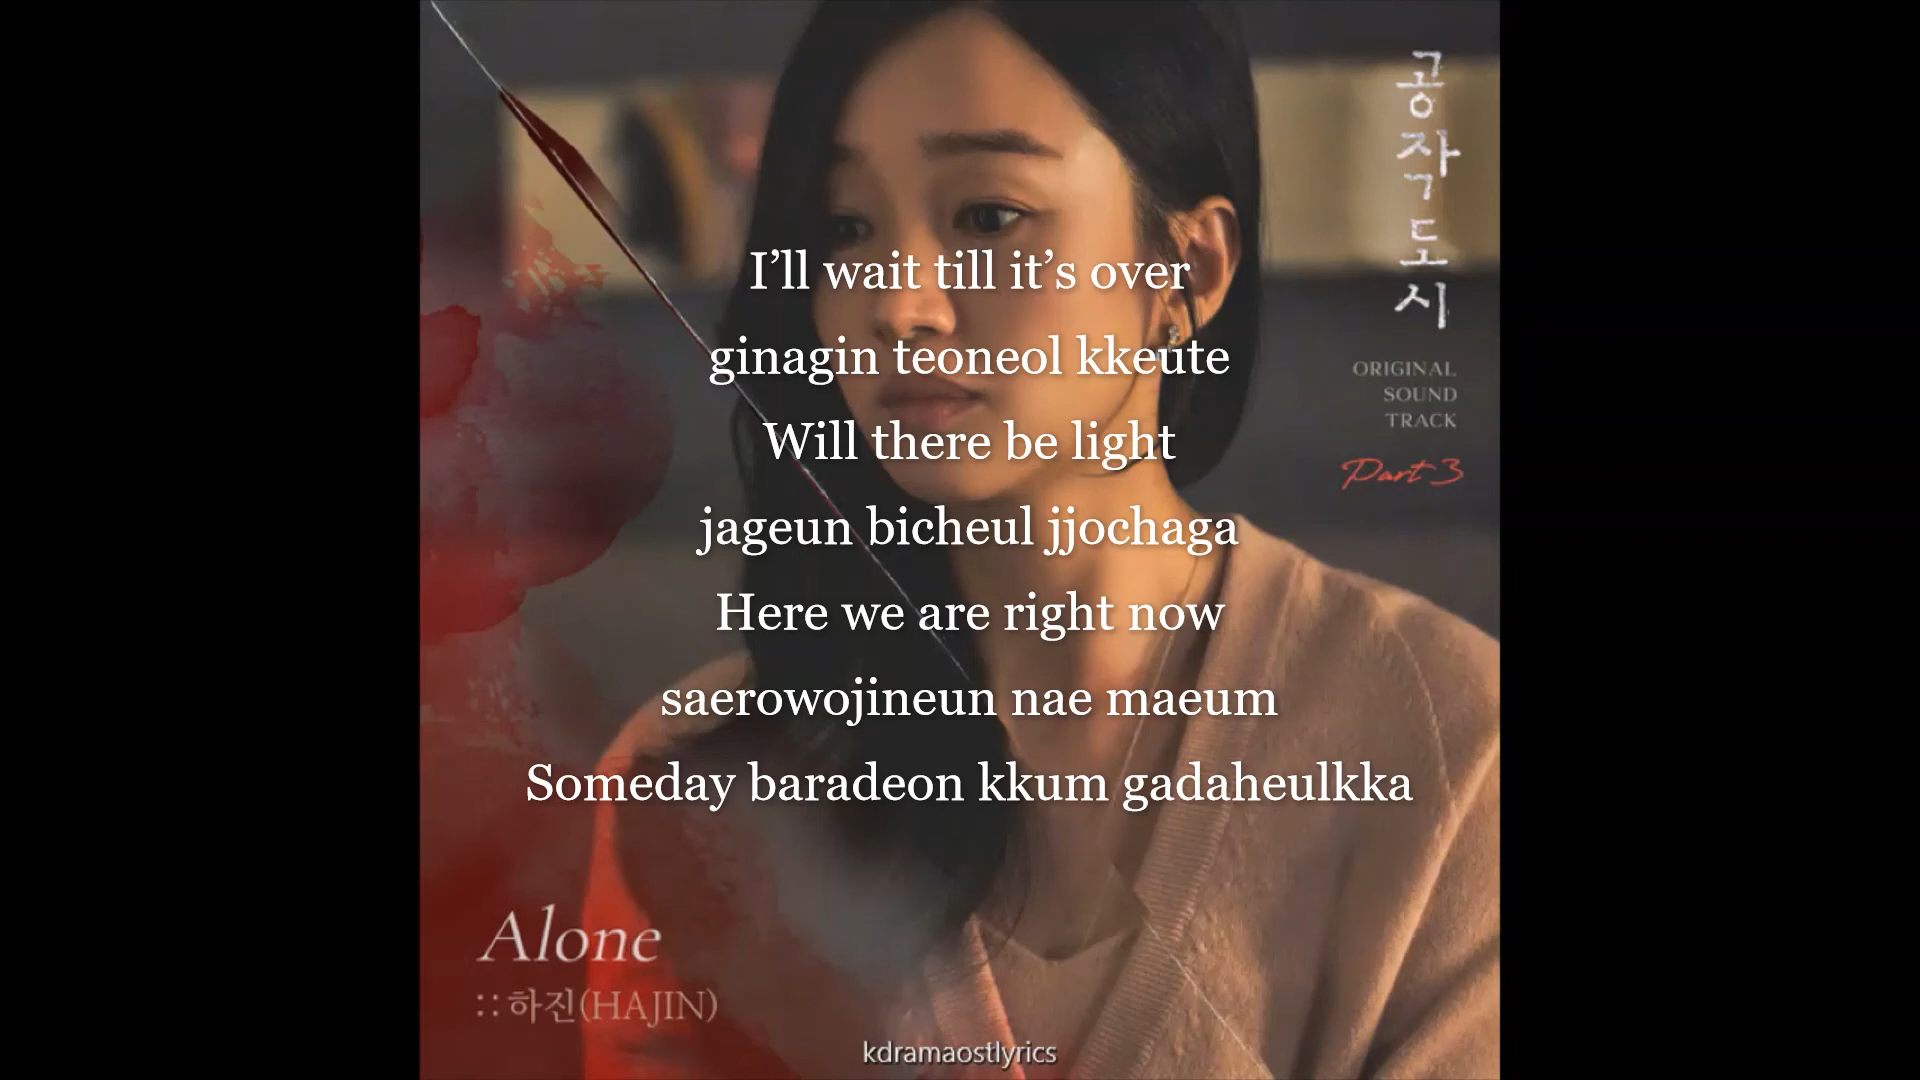 공작도시
ORIGINAL
SOUND
TRACK
Part 3
I’ll wait till it’s over
ginagin teoneol kkeute
Will there be light
jageun bicheul jjochaga
Here we are right now
saerowojineun nae maeum
Someday baradeon kkum gadaheulkka
Alone
::하진(HAJIN)
kdramaostlyrics